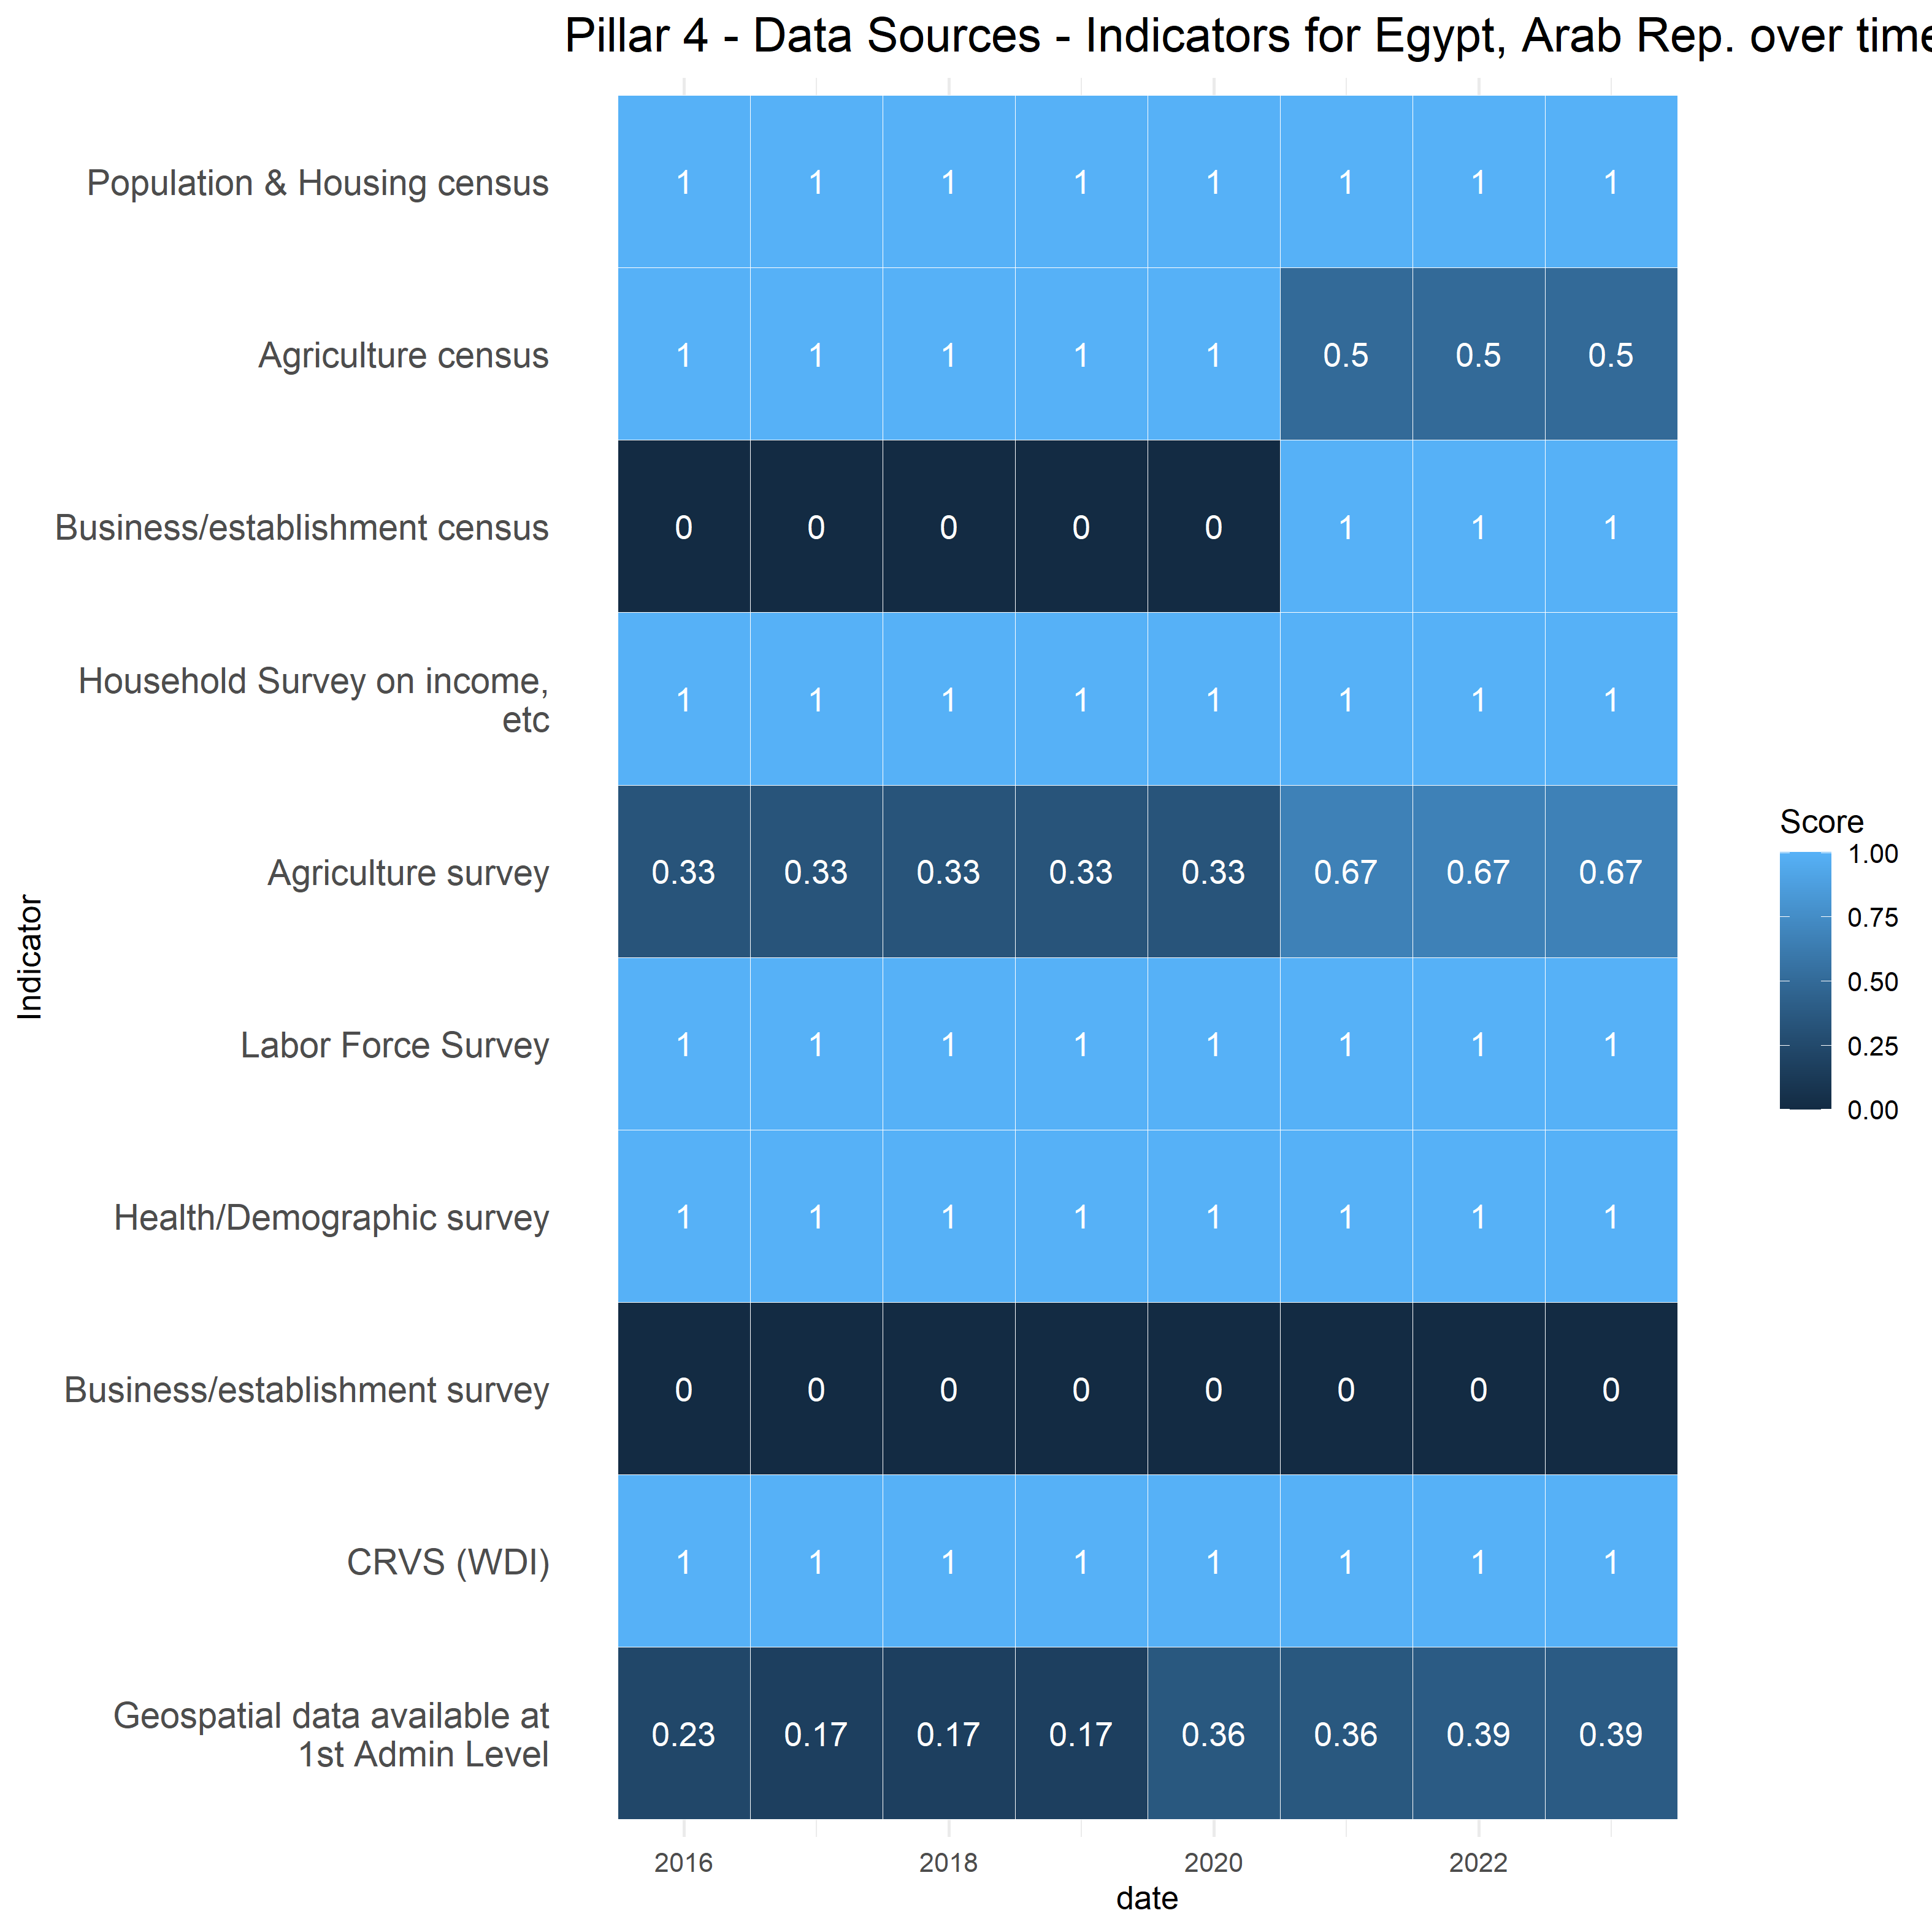 Pillar 4 - Data Sources - Indicators for Egypt, Arab Rep. over time
Population & Housing census
1 1 1 1 1 1 1 1
Agriculture census
1 1 1 1 1 0.5 0.5 0.5
Business/establishment census
0 0 0 0 0 1 1 1
Household Survey on income,
etc
1 1 1 1 1 1 1 1
Agriculture survey
0.33 0.33 0.33 0.33 0.33 0.67 0.67 0.67
Labor Force Survey
1 1 1 1 1 1 1 1
Health/Demographic survey
1 1 1 1 1 1 1 1
Business/establishment survey
0 0 0 0 0 0 0 0
CRVS (WDI)
1 1 1 1 1 1 1 1
Geospatial data available at
1st Admin Level
0.23 0.17 0.17 0.17 0.36 0.36 0.39 0.39
2016 2018 2020 2022
date
Indicator
Score
1.00
0.75
0.50
0.25
0.00